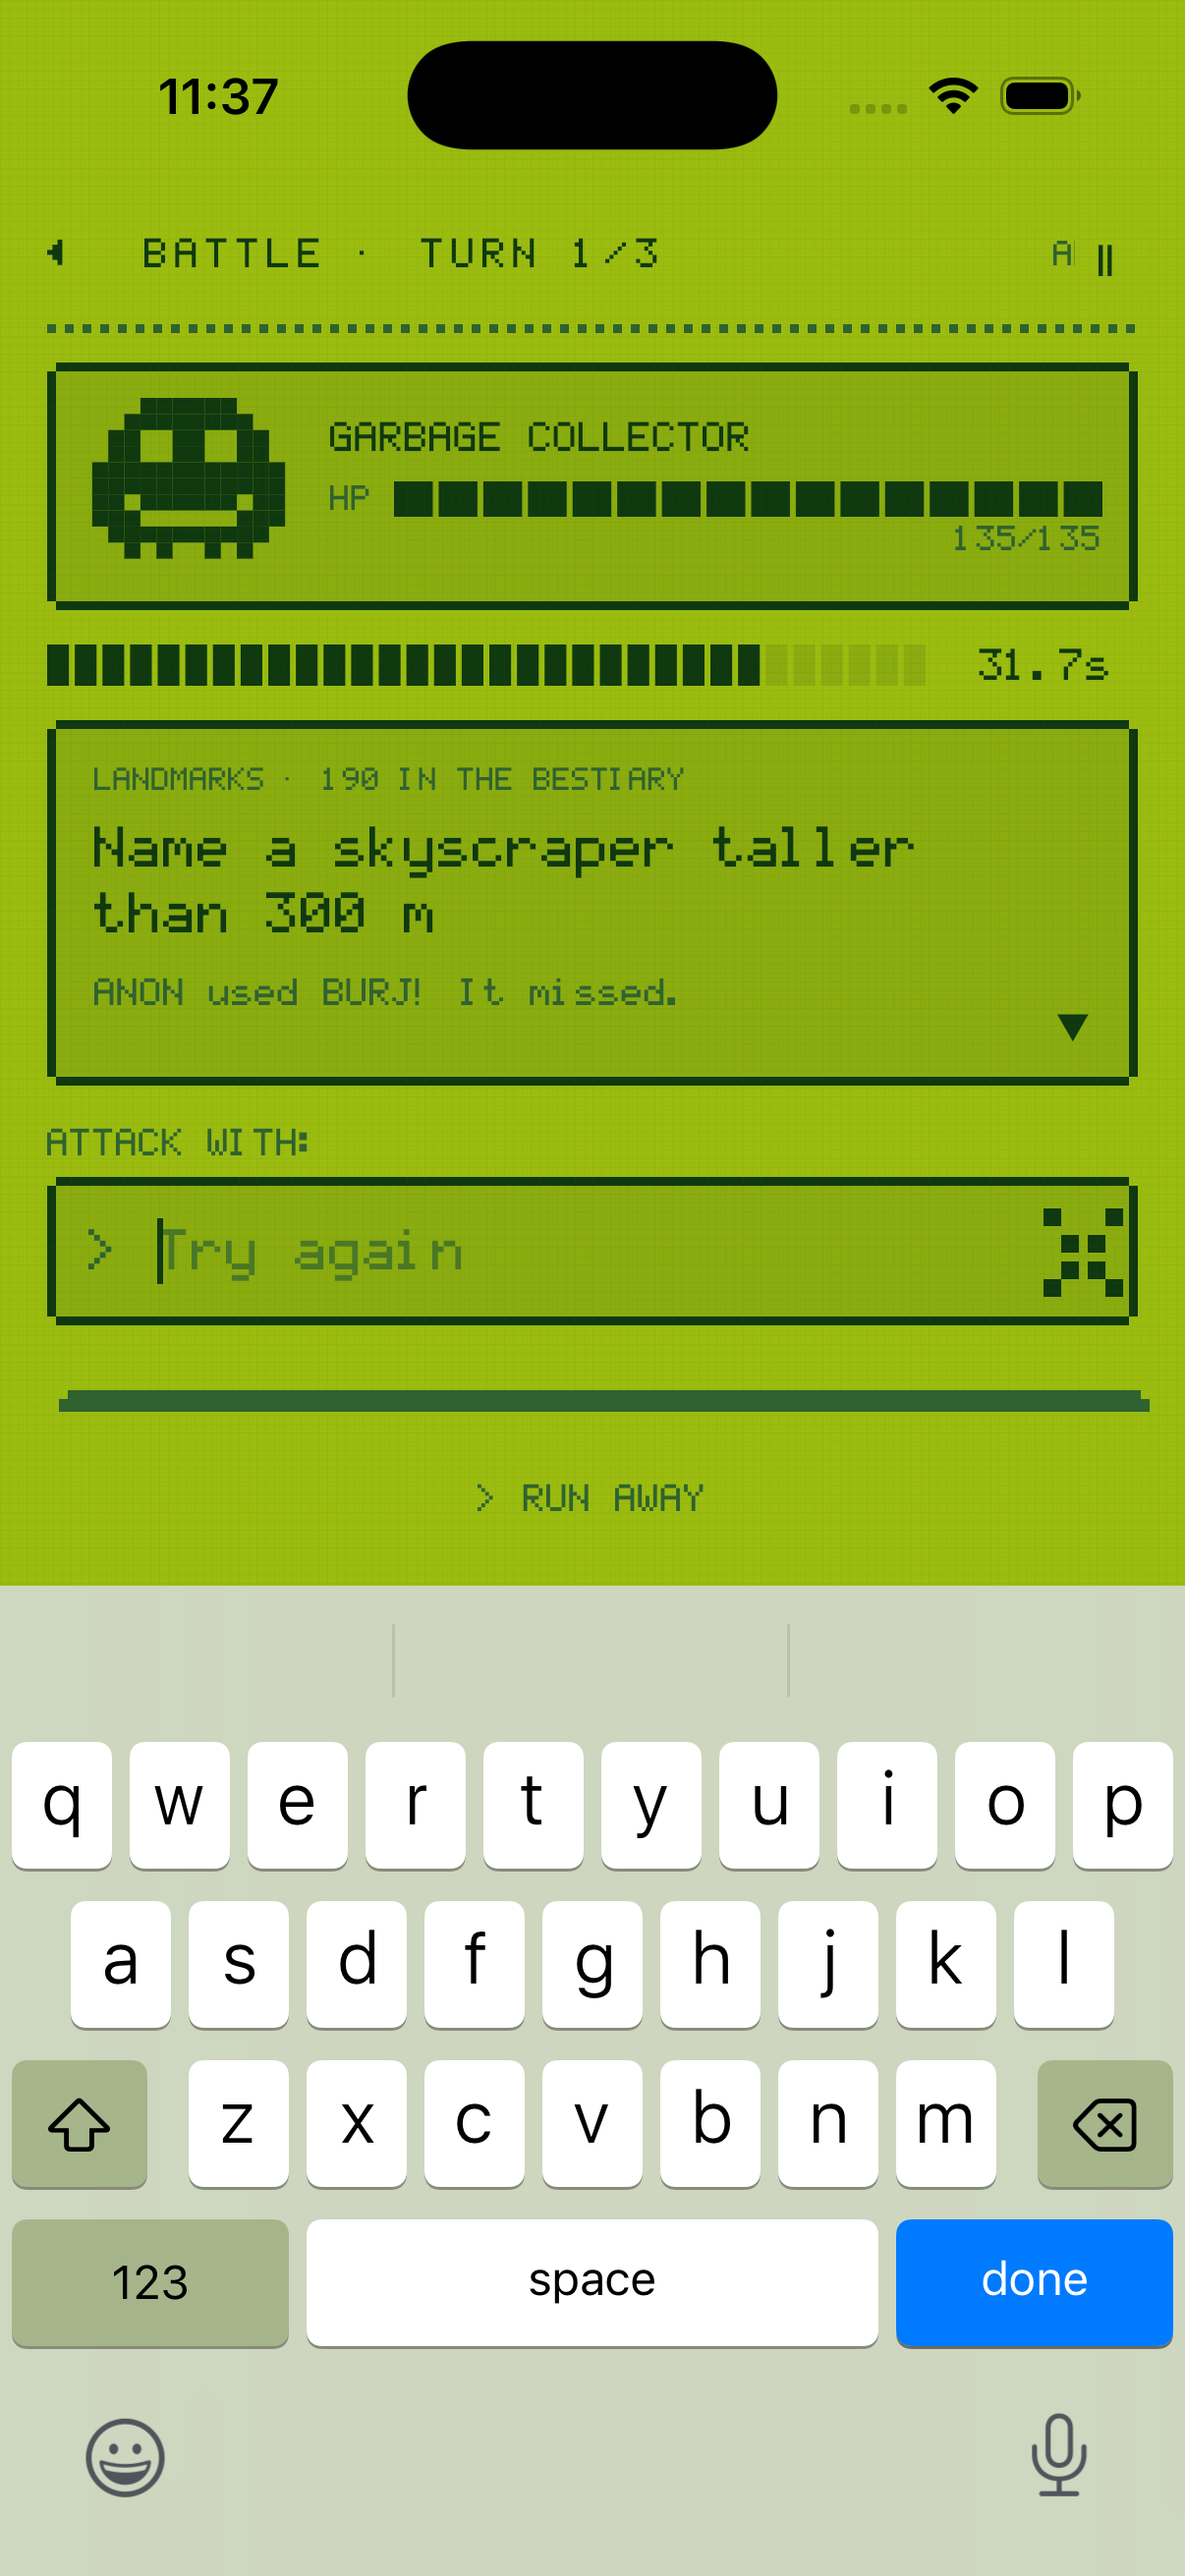 11:37
BATTLE · TURN 1/3
GARBAGE COLLECTOR
HP
135/135
31.7s
LANDMARKS · 190 IN THE BESTIARY
Name a skyscraper taller
than 300 m
ANON used BURJ! It missed.
ATTACK WITH:
> Try again
> RUN AWAY
q w e r t y u i o p
a s d f g h j k l
z x c v b n m
123 space done